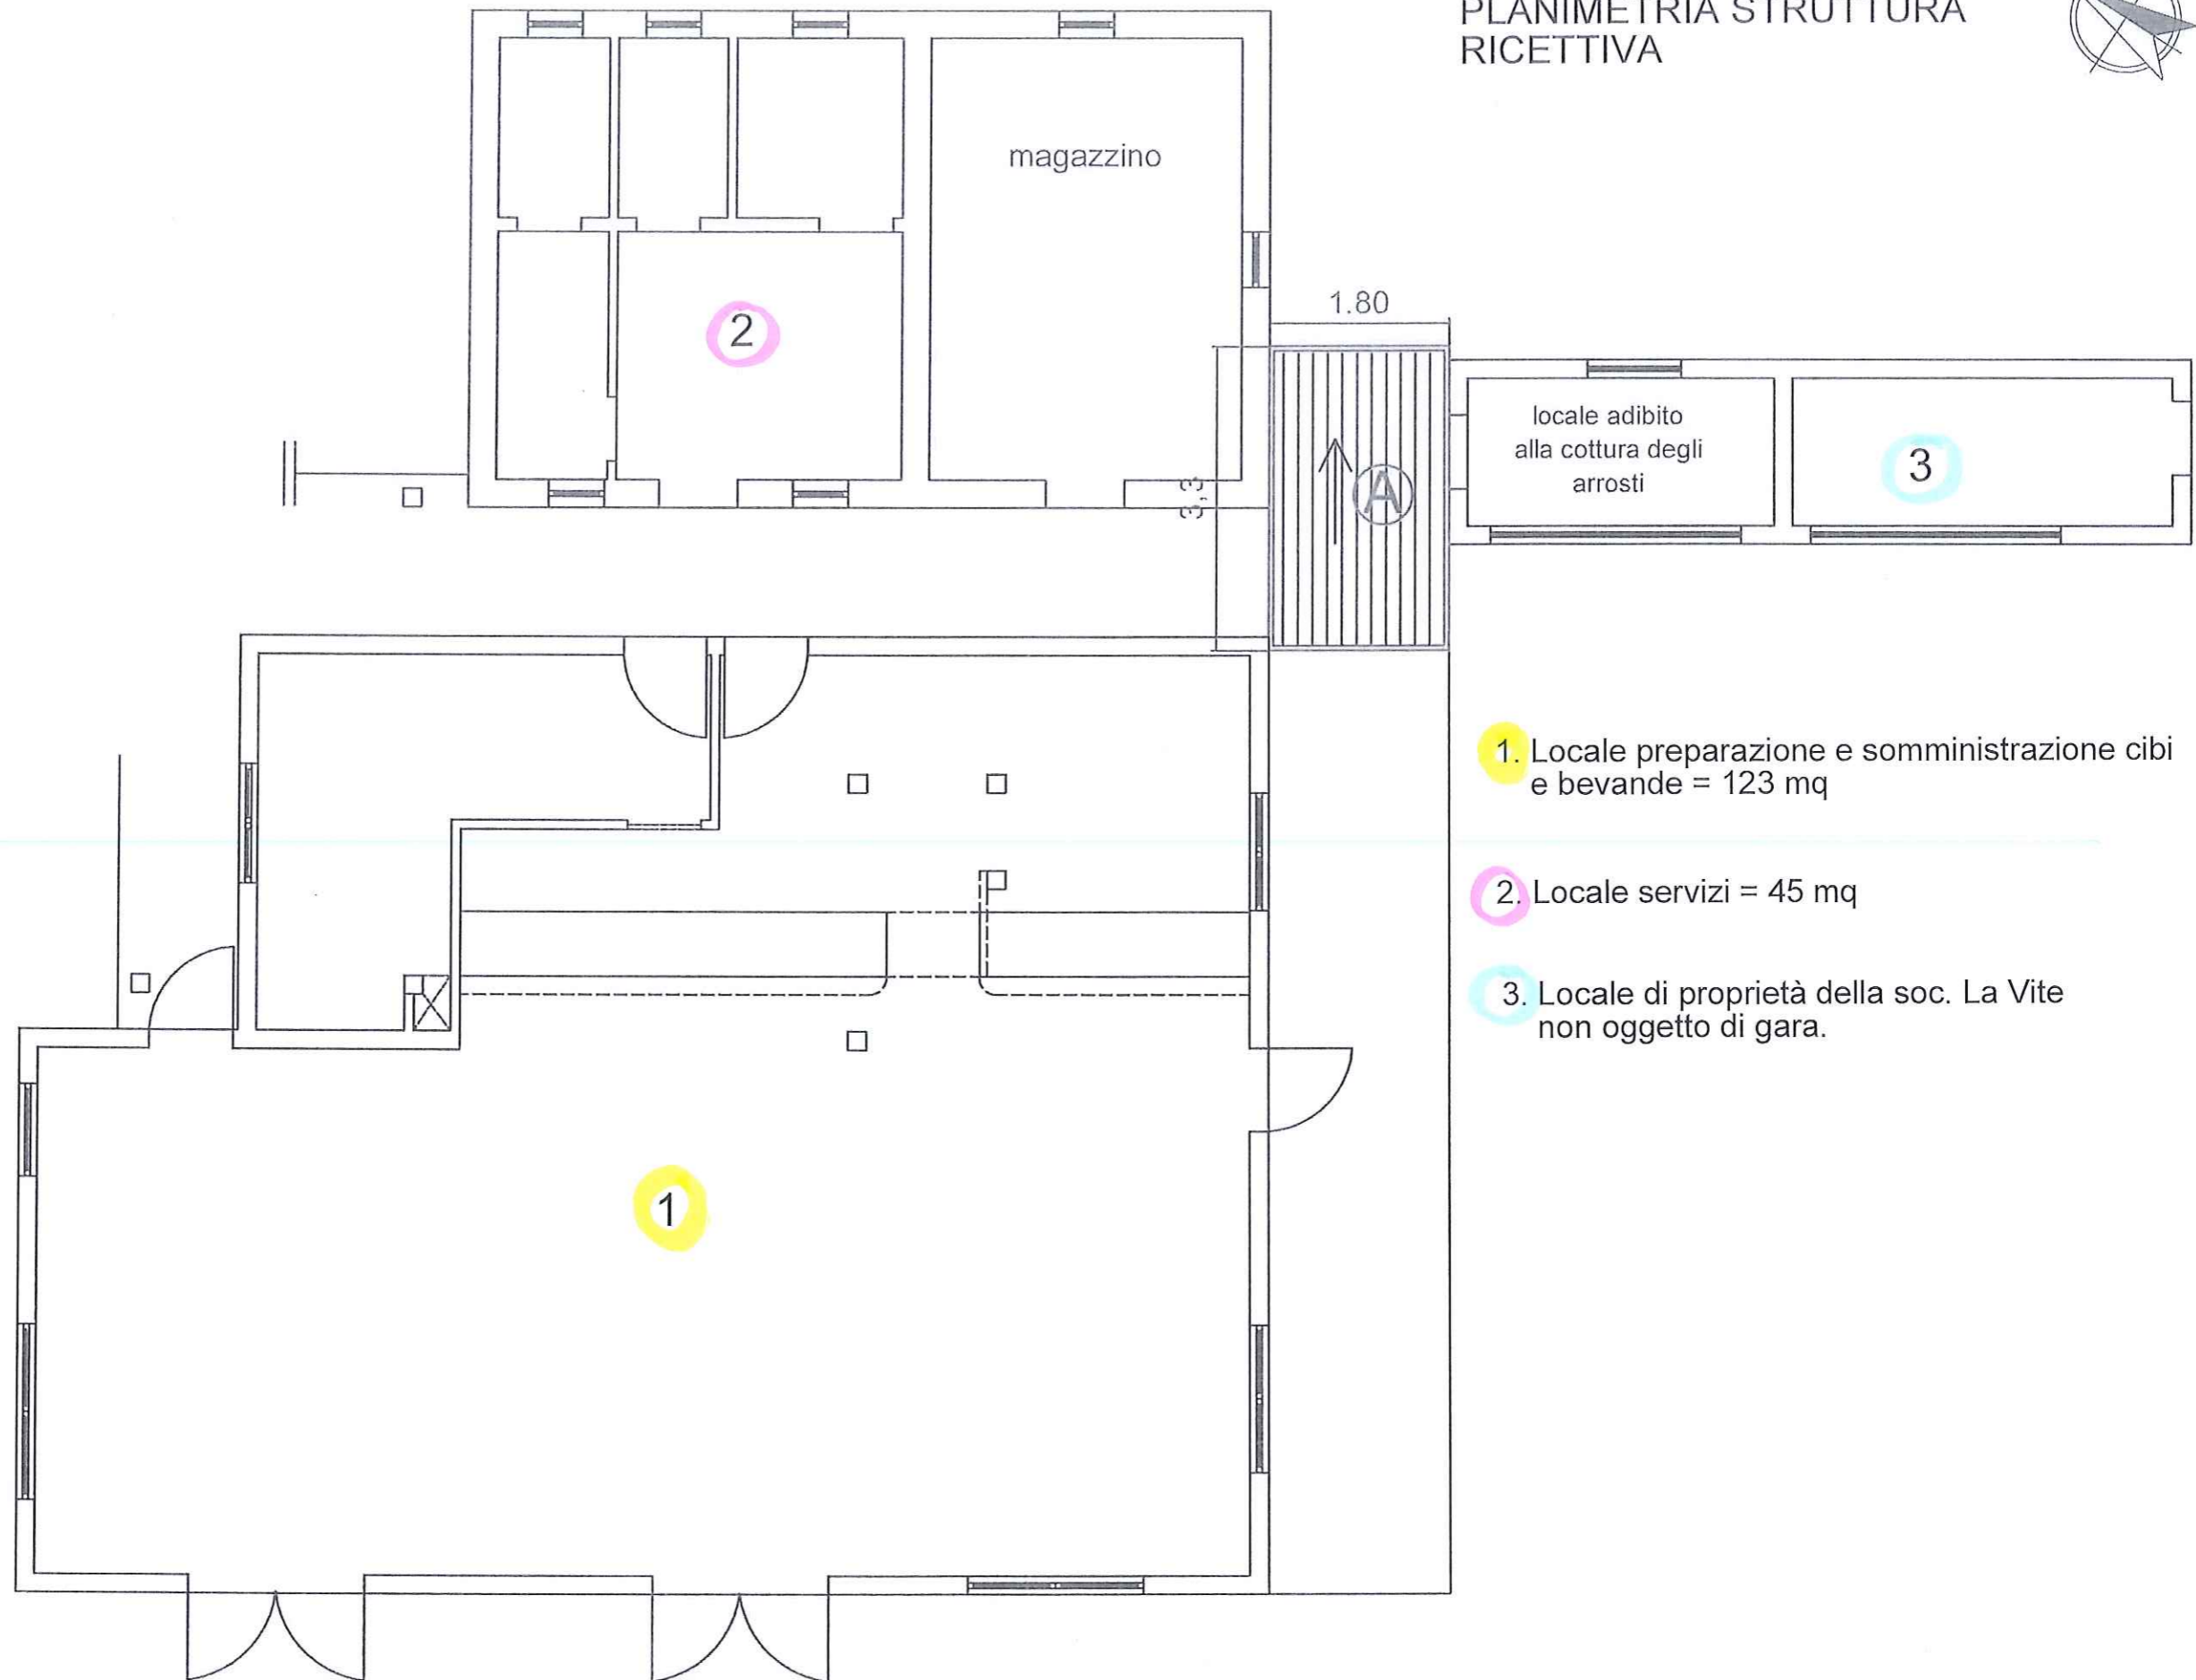 PLANIMETRIA STRUTTURA
RICETTIVA
magazzino
2
1.80
3,3
A
locale adibito
alla cottura degli
arrosti
3
1. Locale preparazione e somministrazione cibi
e bevande = 123 mq
2. Locale servizi = 45 mq
3. Locale di proprietà della soc. La Vite
non oggetto di gara.
1